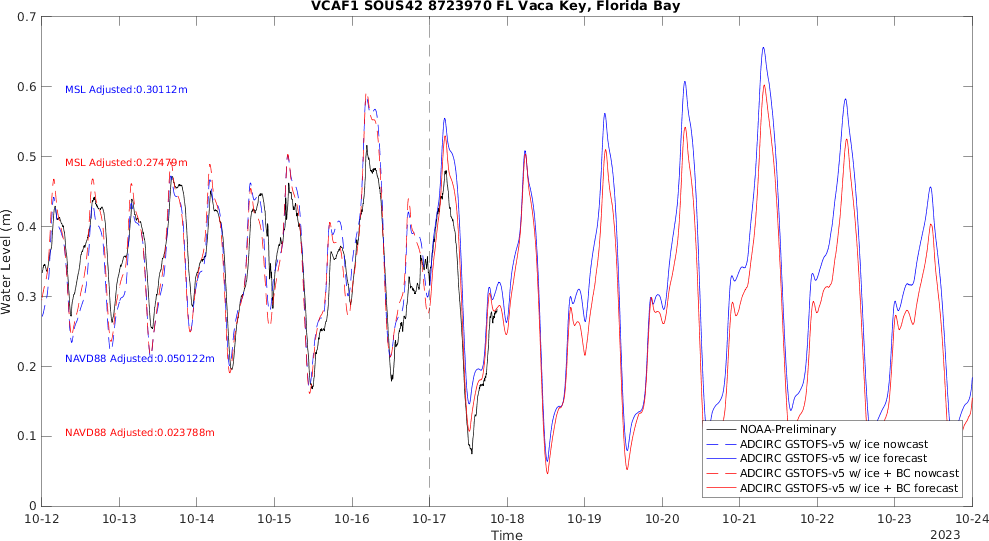 VCAF1 SOUS42 8723970 FL Vaca Key, Florida Bay
0.7
0.6
0.5
0.4
0.3
0.2
0.1
0
Water Level (m)
MSL Adjusted:0.30112m
MSL Adjusted:0.27479m
NAVD88 Adjusted:0.050122m
NAVD88 Adjusted:0.023788m
NOAA-Preliminary
ADCIRC GSTOFS-v5 w/ ice nowcast
ADCIRC GSTOFS-v5 w/ ice forecast
ADCIRC GSTOFS-v5 w/ ice + BC nowcast
ADCIRC GSTOFS-v5 w/ ice + BC forecast
10-12 10-13 10-14 10-15 10-16 10-17 10-18 10-19 10-20 10-21 10-22 10-23 10-24
Time
2023